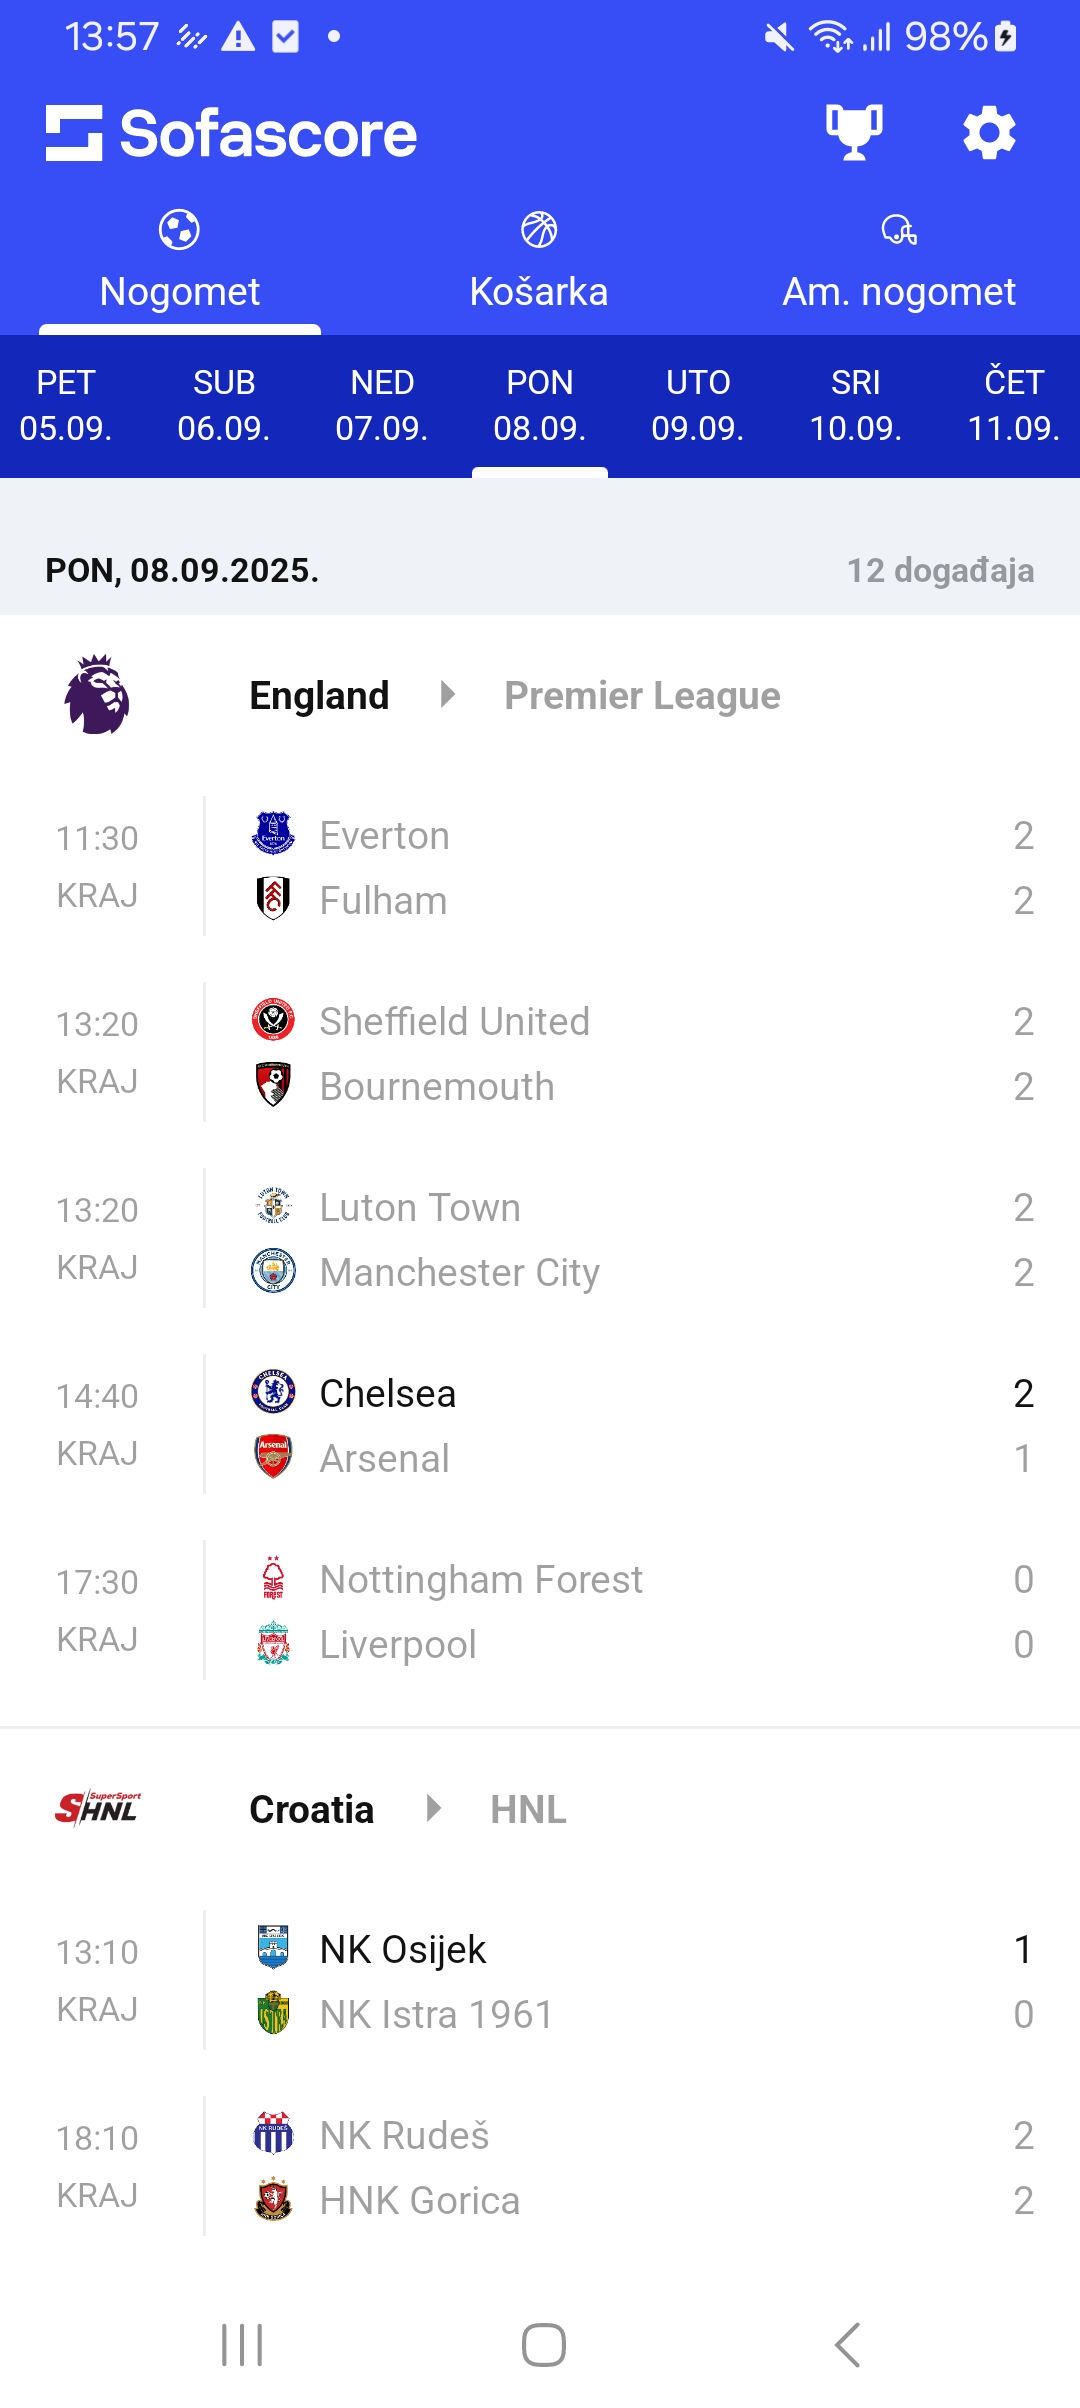 13:57 98%
Sofascore
Nogomet Košarka Am. nogomet
PET SUB NED PON UTO SRI ČET
05.09. 06.09. 07.09. 08.09. 09.09. 10.09. 11.09.
PON, 08.09.2025. 12 događaja
England Premier League
11:30 Everton 2
KRAJ Fulham 2
13:20 Sheffield United 2
KRAJ Bournemouth 2
13:20 Luton Town 2
KRAJ Manchester City 2
14:40 Chelsea 2
KRAJ Arsenal 1
17:30 Nottingham Forest 0
KRAJ Liverpool 0
SuperSport
SHNL
Croatia HNL
13:10 NK Osijek 1
KRAJ NK Istra 1961 0
18:10 NK Rudeš 2
KRAJ HNK Gorica 2